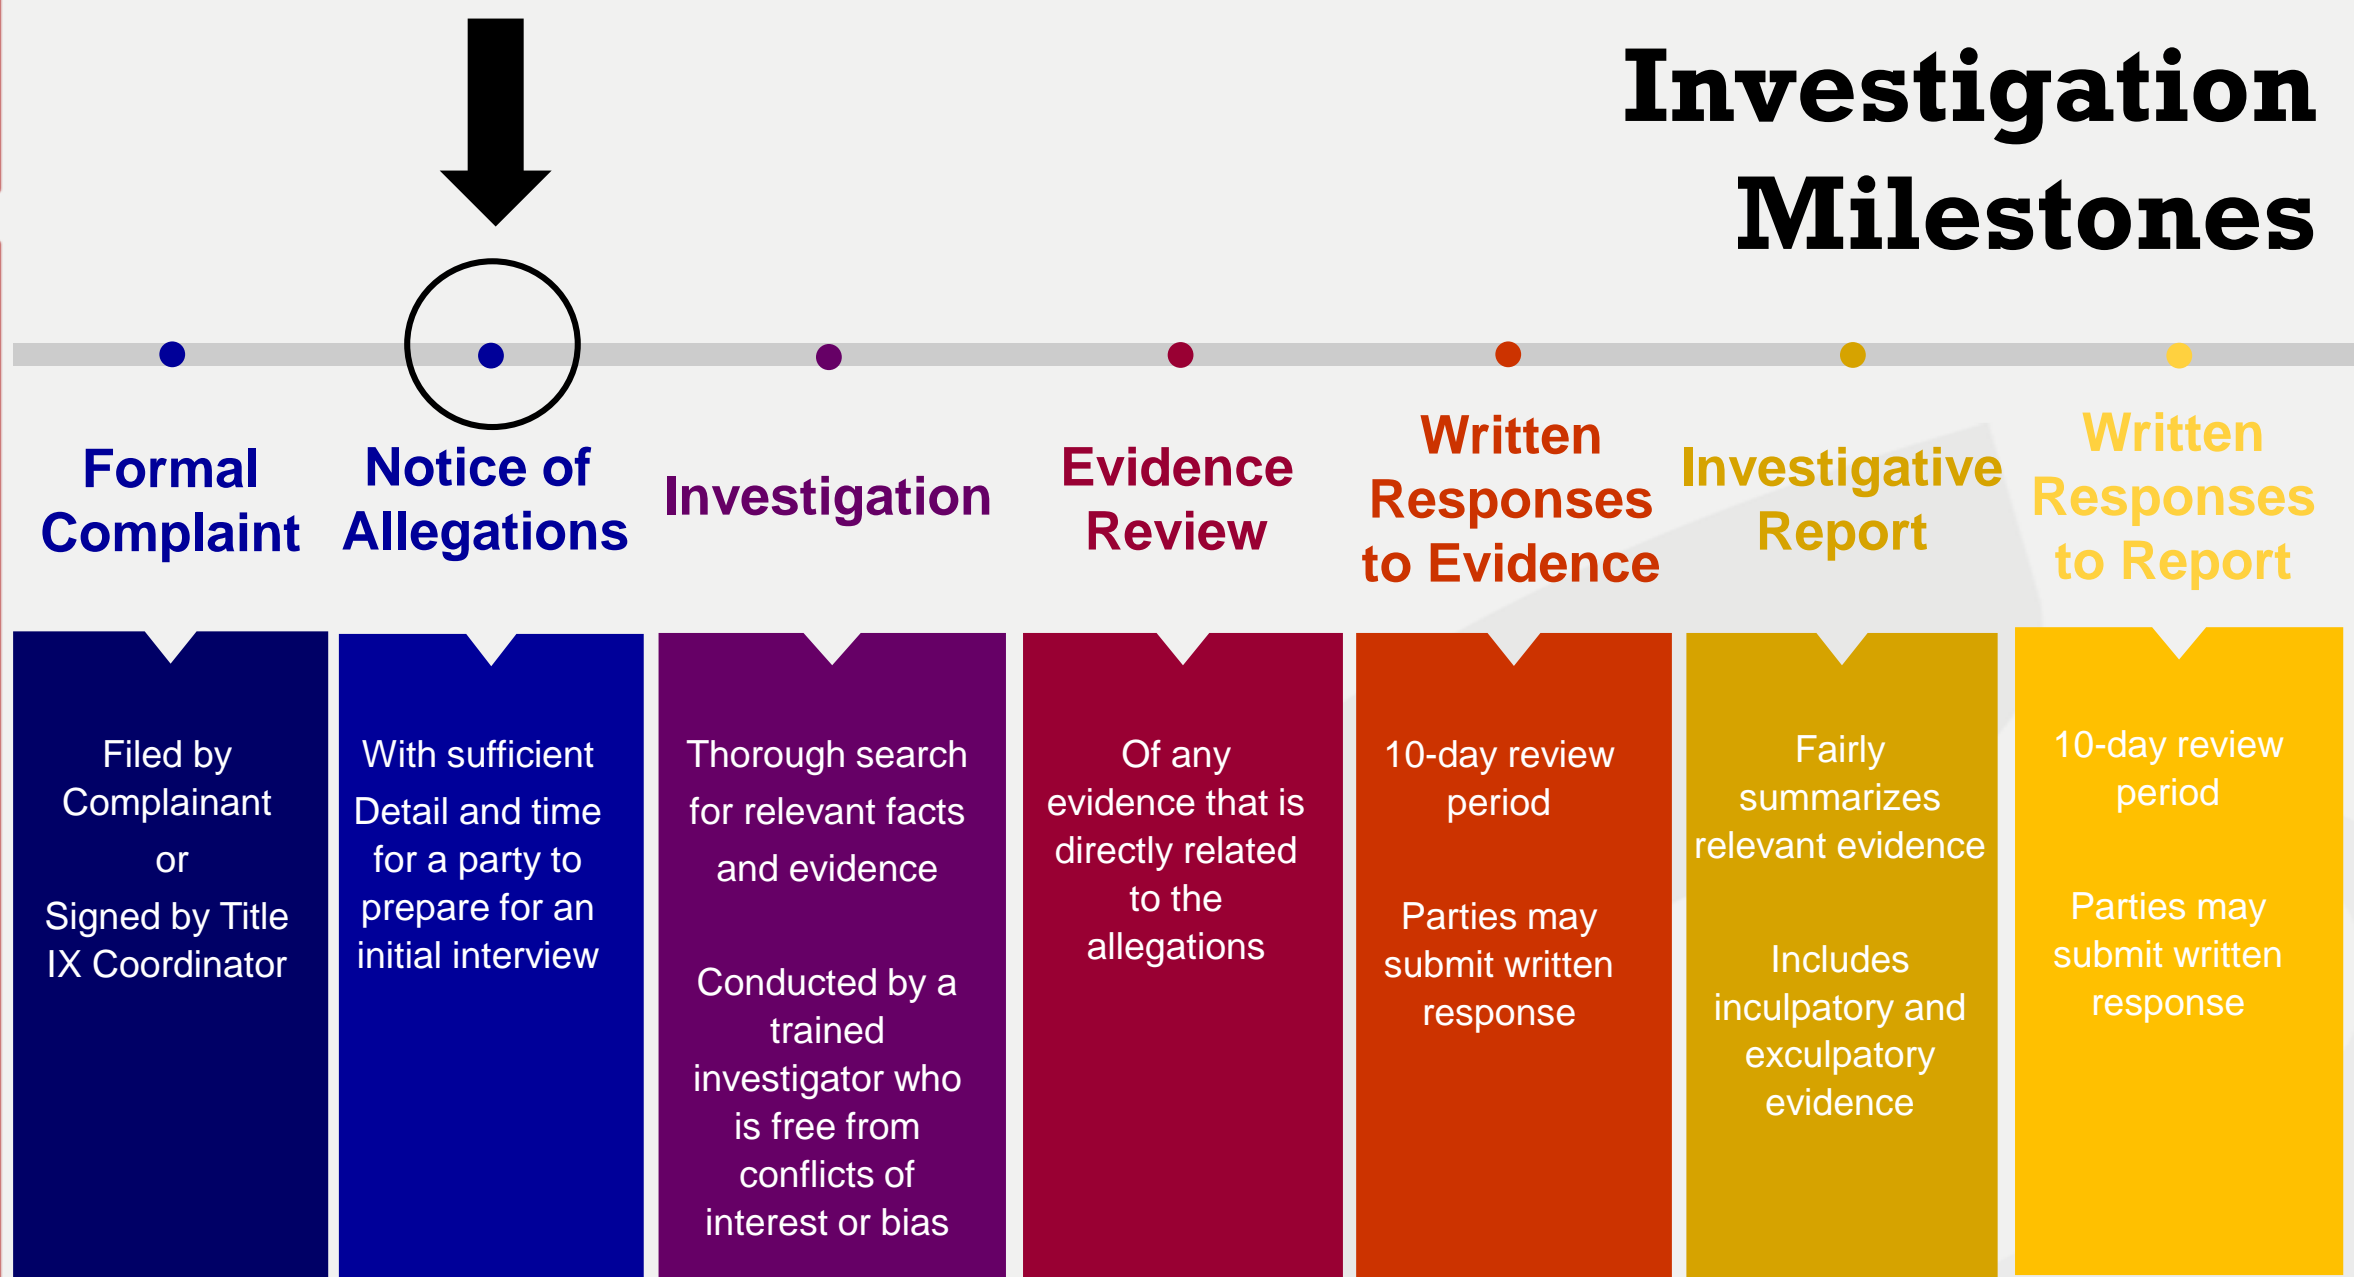 Investigation
Milestones
Formal
Complaint
Notice of
Allegations
Investigation
Evidence
Review
Written
Responses
to Evidence
Investigative
Report
Written
Responses
to Report
Filed by
Complainant
or
Signed by Title
IX Coordinator
With sufficient
Detail and time
for a party to
prepare for an
initial interview
Thorough search
for relevant facts
and evidence
Conducted by a
trained
investigator who
is free from
conflicts of
interest or bias
Of any
evidence that is
directly related
to the
allegations
10-day review
period
Parties may
submit written
response
Fairly
summarizes
relevant evidence
Includes
inculpatory and
exculpatory
evidence
10-day review
period
Parties may
submit written
response